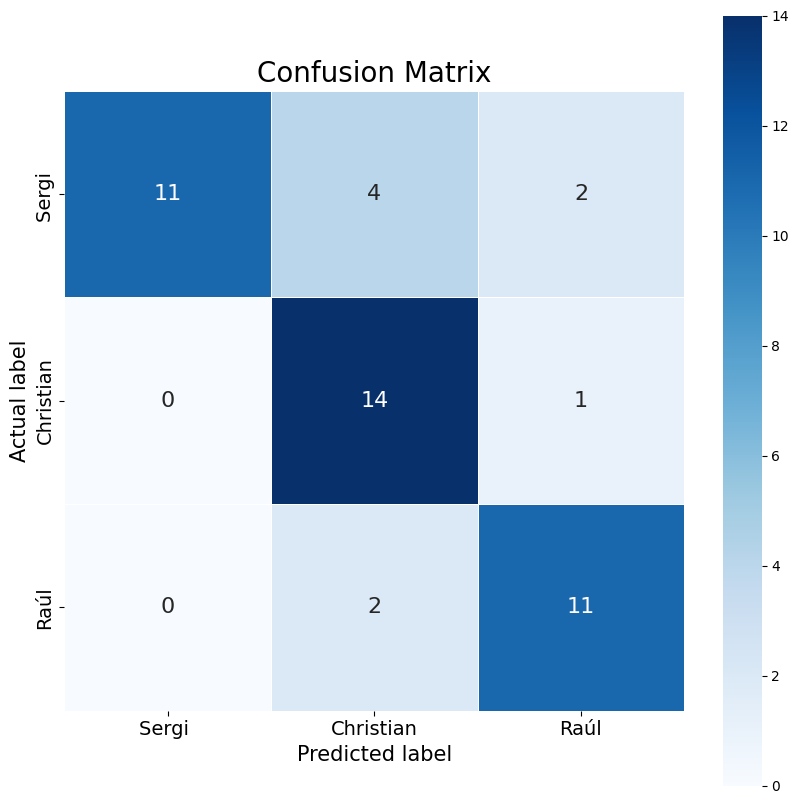 Confusion Matrix
Actual label
Sergi
11 4 2
Christian
0 14 1
Raúl
0 2 11
Sergi Christian Raúl
Predicted label
14
12
10
8
6
4
2
0